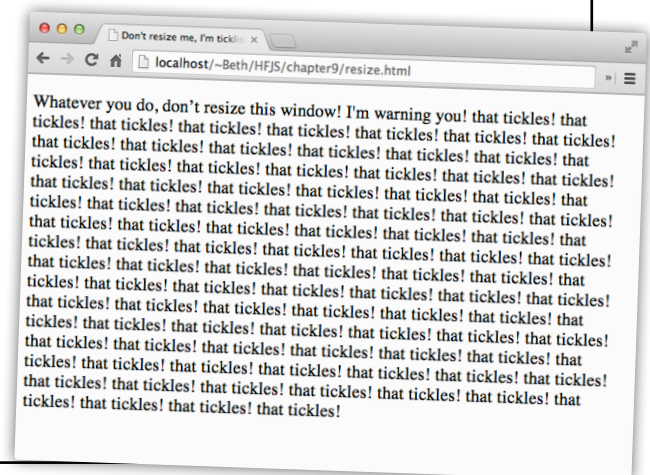 Don't resize me, I'm ticklis
localhost/~Beth/HFJS/chapter9/resize.html
Whatever you do, don't resize this window! I'm warning you! that tickles! that
tickles! that tickles! that tickles! that tickles! that tickles! that tickles! that tickles!
that tickles! that tickles! that tickles! that tickles! that tickles! that tickles! that
tickles! that tickles! that tickles! that tickles! that tickles! that tickles! that tickles!
that tickles! that tickles! that tickles! that tickles! that tickles! that tickles! that
tickles! that tickles! that tickles! that tickles! that tickles! that tickles! that tickles!
that tickles! that tickles! that tickles! that tickles! that tickles! that tickles! that
tickles! that tickles! that tickles! that tickles! that tickles! that tickles! that tickles!
that tickles! that tickles! that tickles! that tickles! that tickles! that tickles! that
tickles! that tickles! that tickles! that tickles! that tickles! that tickles! that tickles!
that tickles! that tickles! that tickles! that tickles! that tickles! that tickles! that
tickles! that tickles! that tickles! that tickles! that tickles! that tickles! that tickles!
that tickles! that tickles! that tickles! that tickles! that tickles! that tickles! that
tickles! that tickles! that tickles! that tickles! that tickles! that tickles! that tickles!
that tickles! that tickles! that tickles! that tickles! that tickles! that tickles! that
tickles! that tickles! that tickles! that tickles!